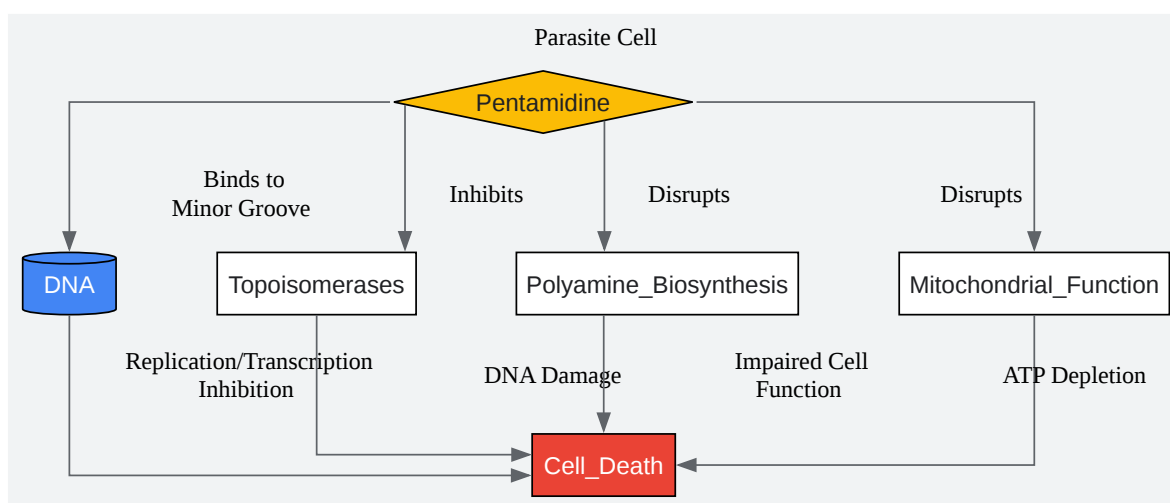 Parasite Cell
Pentamidine
Binds to
Minor Groove
Inhibits
Disrupts
Disrupts
DNA
Topoisomerases
Polyamine_Biosynthesis
Mitochondrial_Function
Replication/Transcription
Inhibition
DNA Damage
Impaired Cell
Function
ATP Depletion
Cell_Death